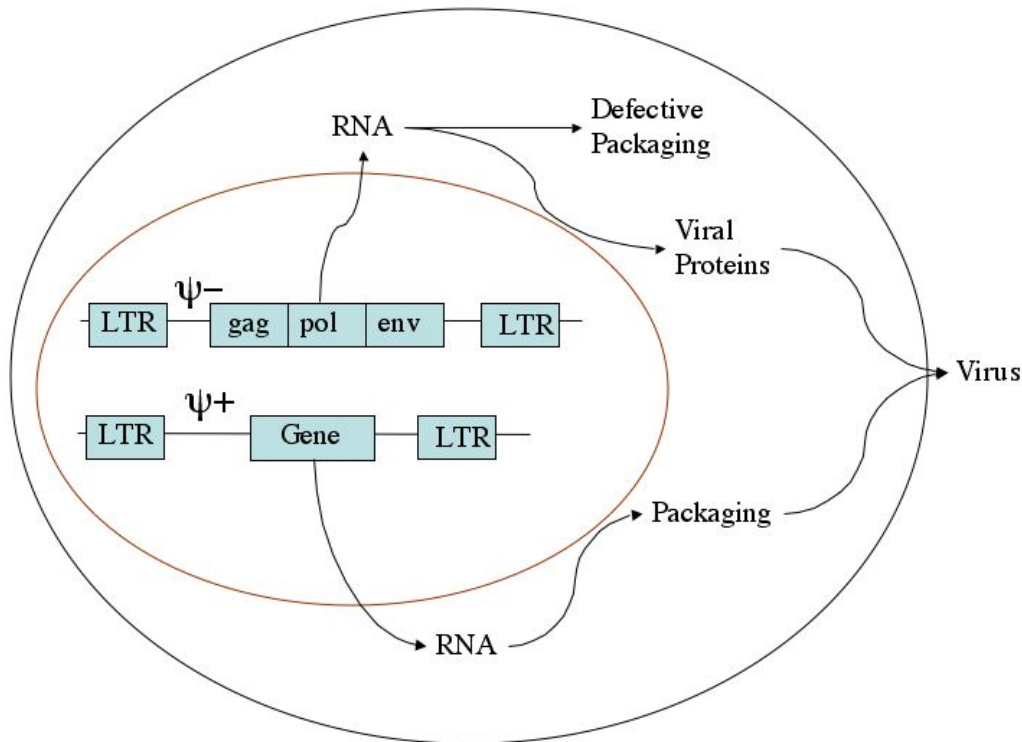 RNA
Defective
Packaging
Viral
Proteins
ψ−
LTR gag pol env LTR
Virus
ψ+
LTR Gene LTR
Packaging
RNA